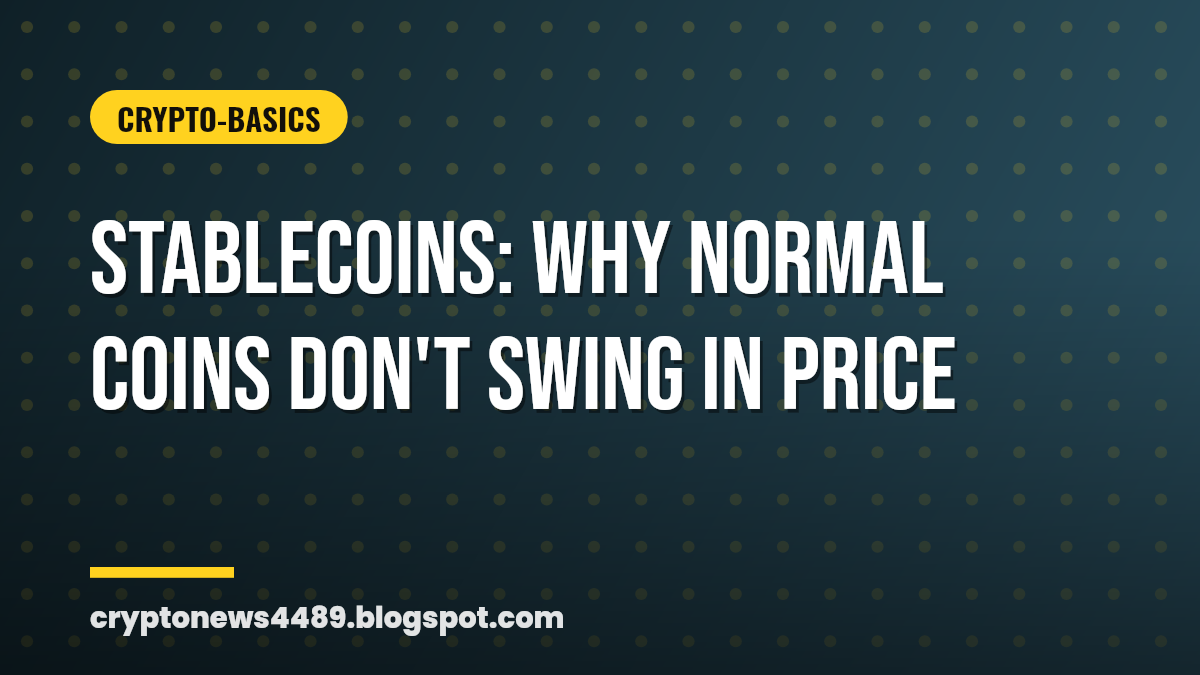 CRYPTO-BASICS
STABLECOINS: WHY NORMAL
COINS DON'T SWING IN PRICE
cryptonews4489.blogspot.com